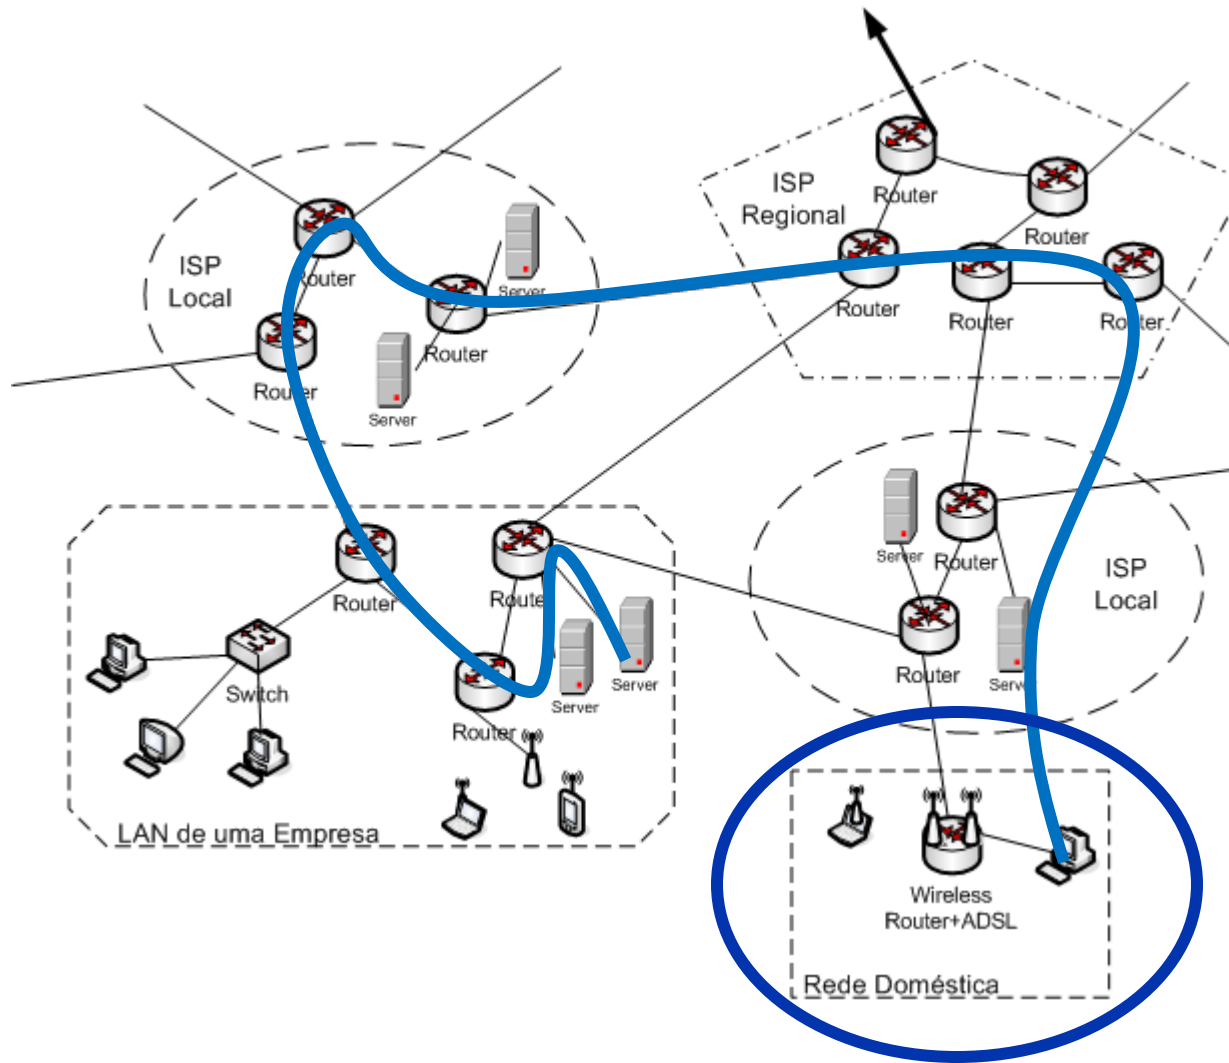 ISP
Regional
Router
Router
Router
Router
Router
ISP
Local
Router
Server
Router
Router
Server
Server
Router
ISP
Local
Router
Server
Router
Router
Router
Server
Server
Switch
Router
LAN de uma Empresa
Wireless
Router+ADSL
Rede Doméstica